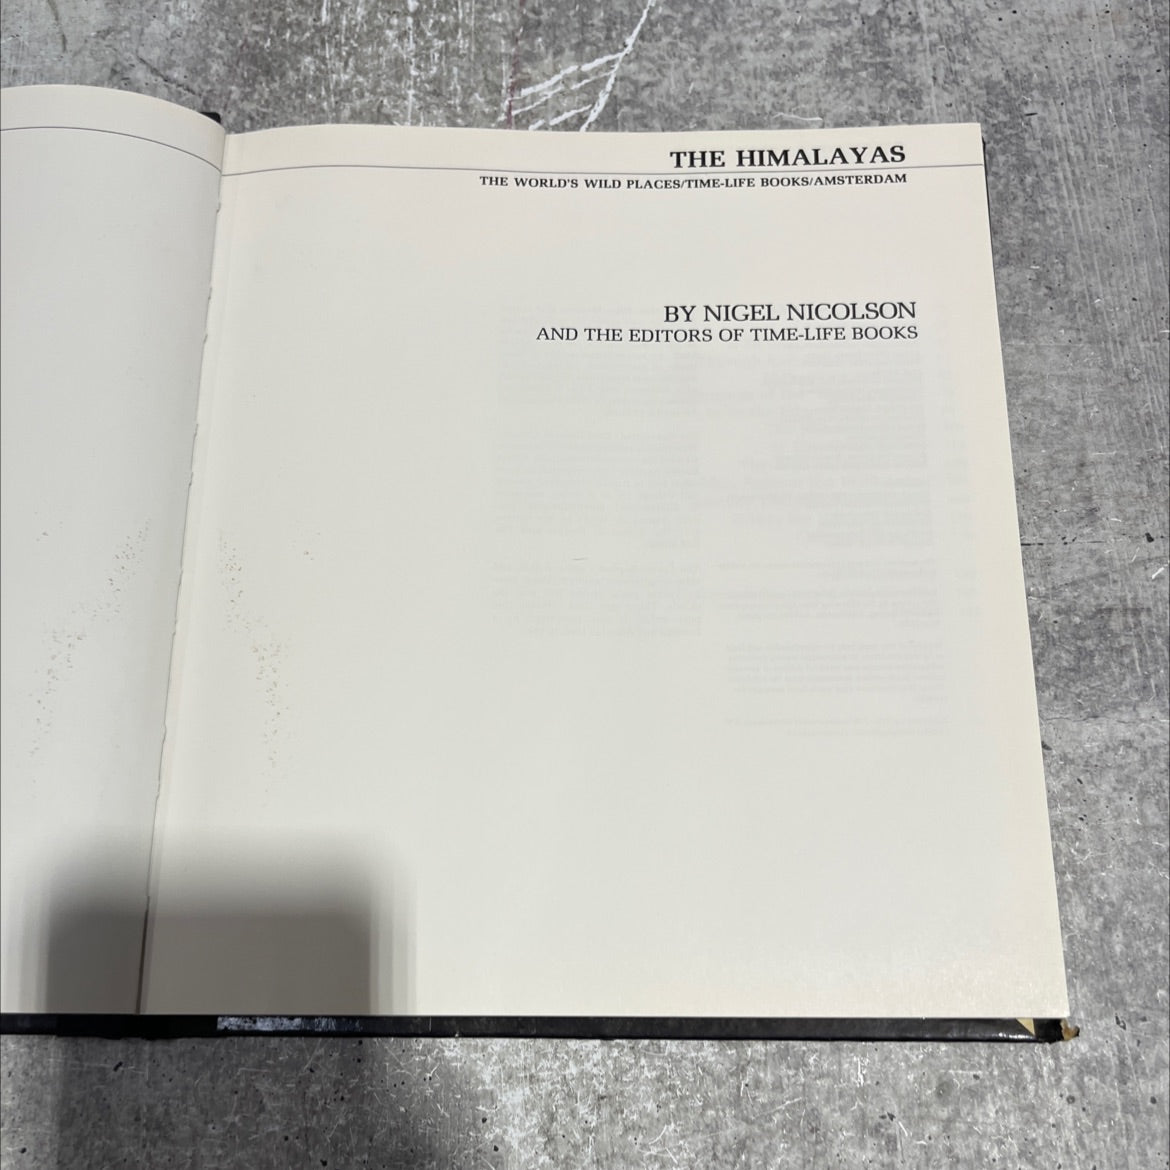 THE HIMALAYAS
THE WORLD'S WILD PLACES/TIME-LIFE BOOKS/AMSTERDAM
BY NIGEL NICOLSON
AND THE EDITORS OF TIME-LIFE BOOKS